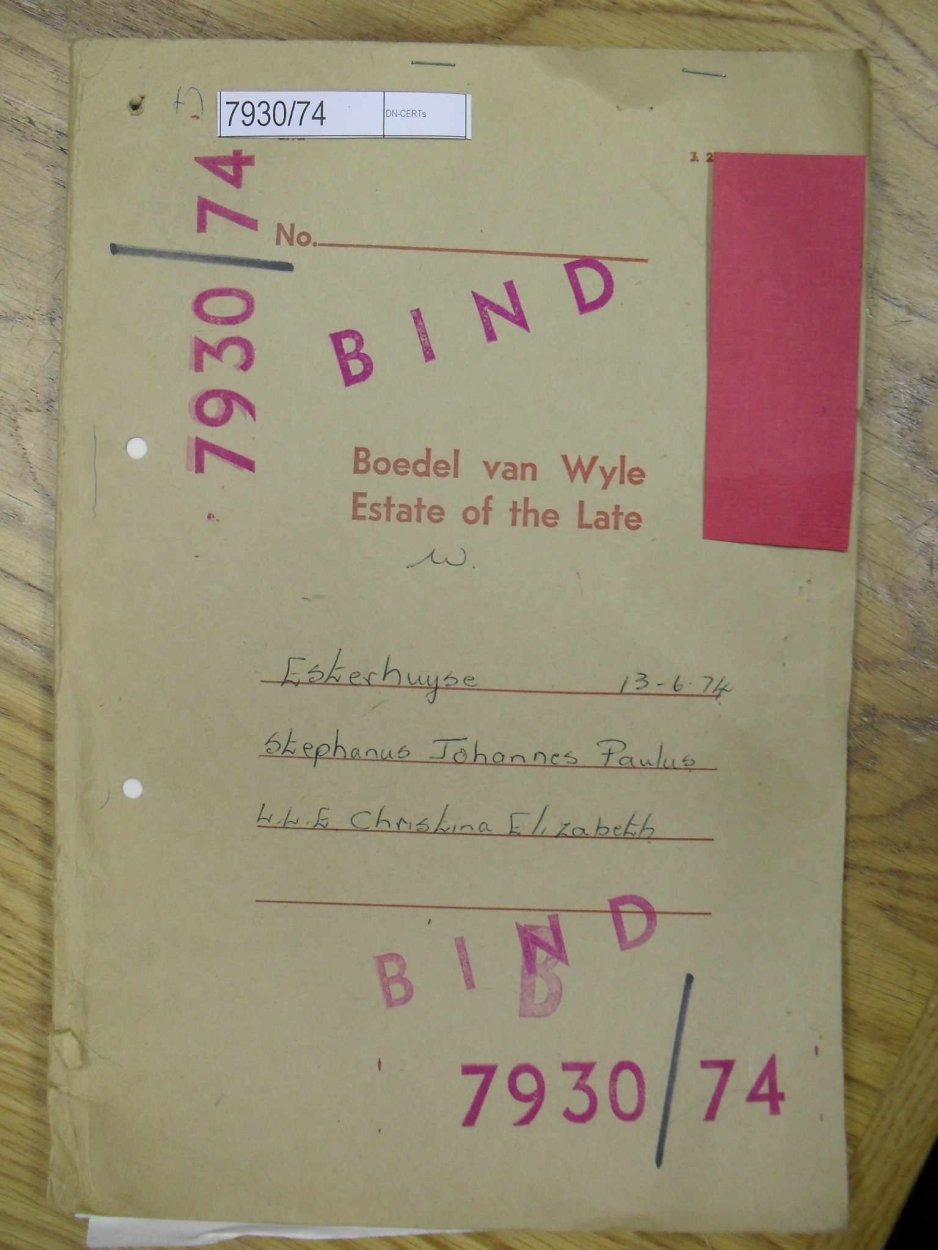 7930/74 DN-CERTs
12
7930/74
No.
BIND
Boedel van Wyle
Estate of the Late
W.
Esterhuyse 13-6-74
Stephanus Johannes Paulus
Christina Elizabeth
BIND
B
7930/74